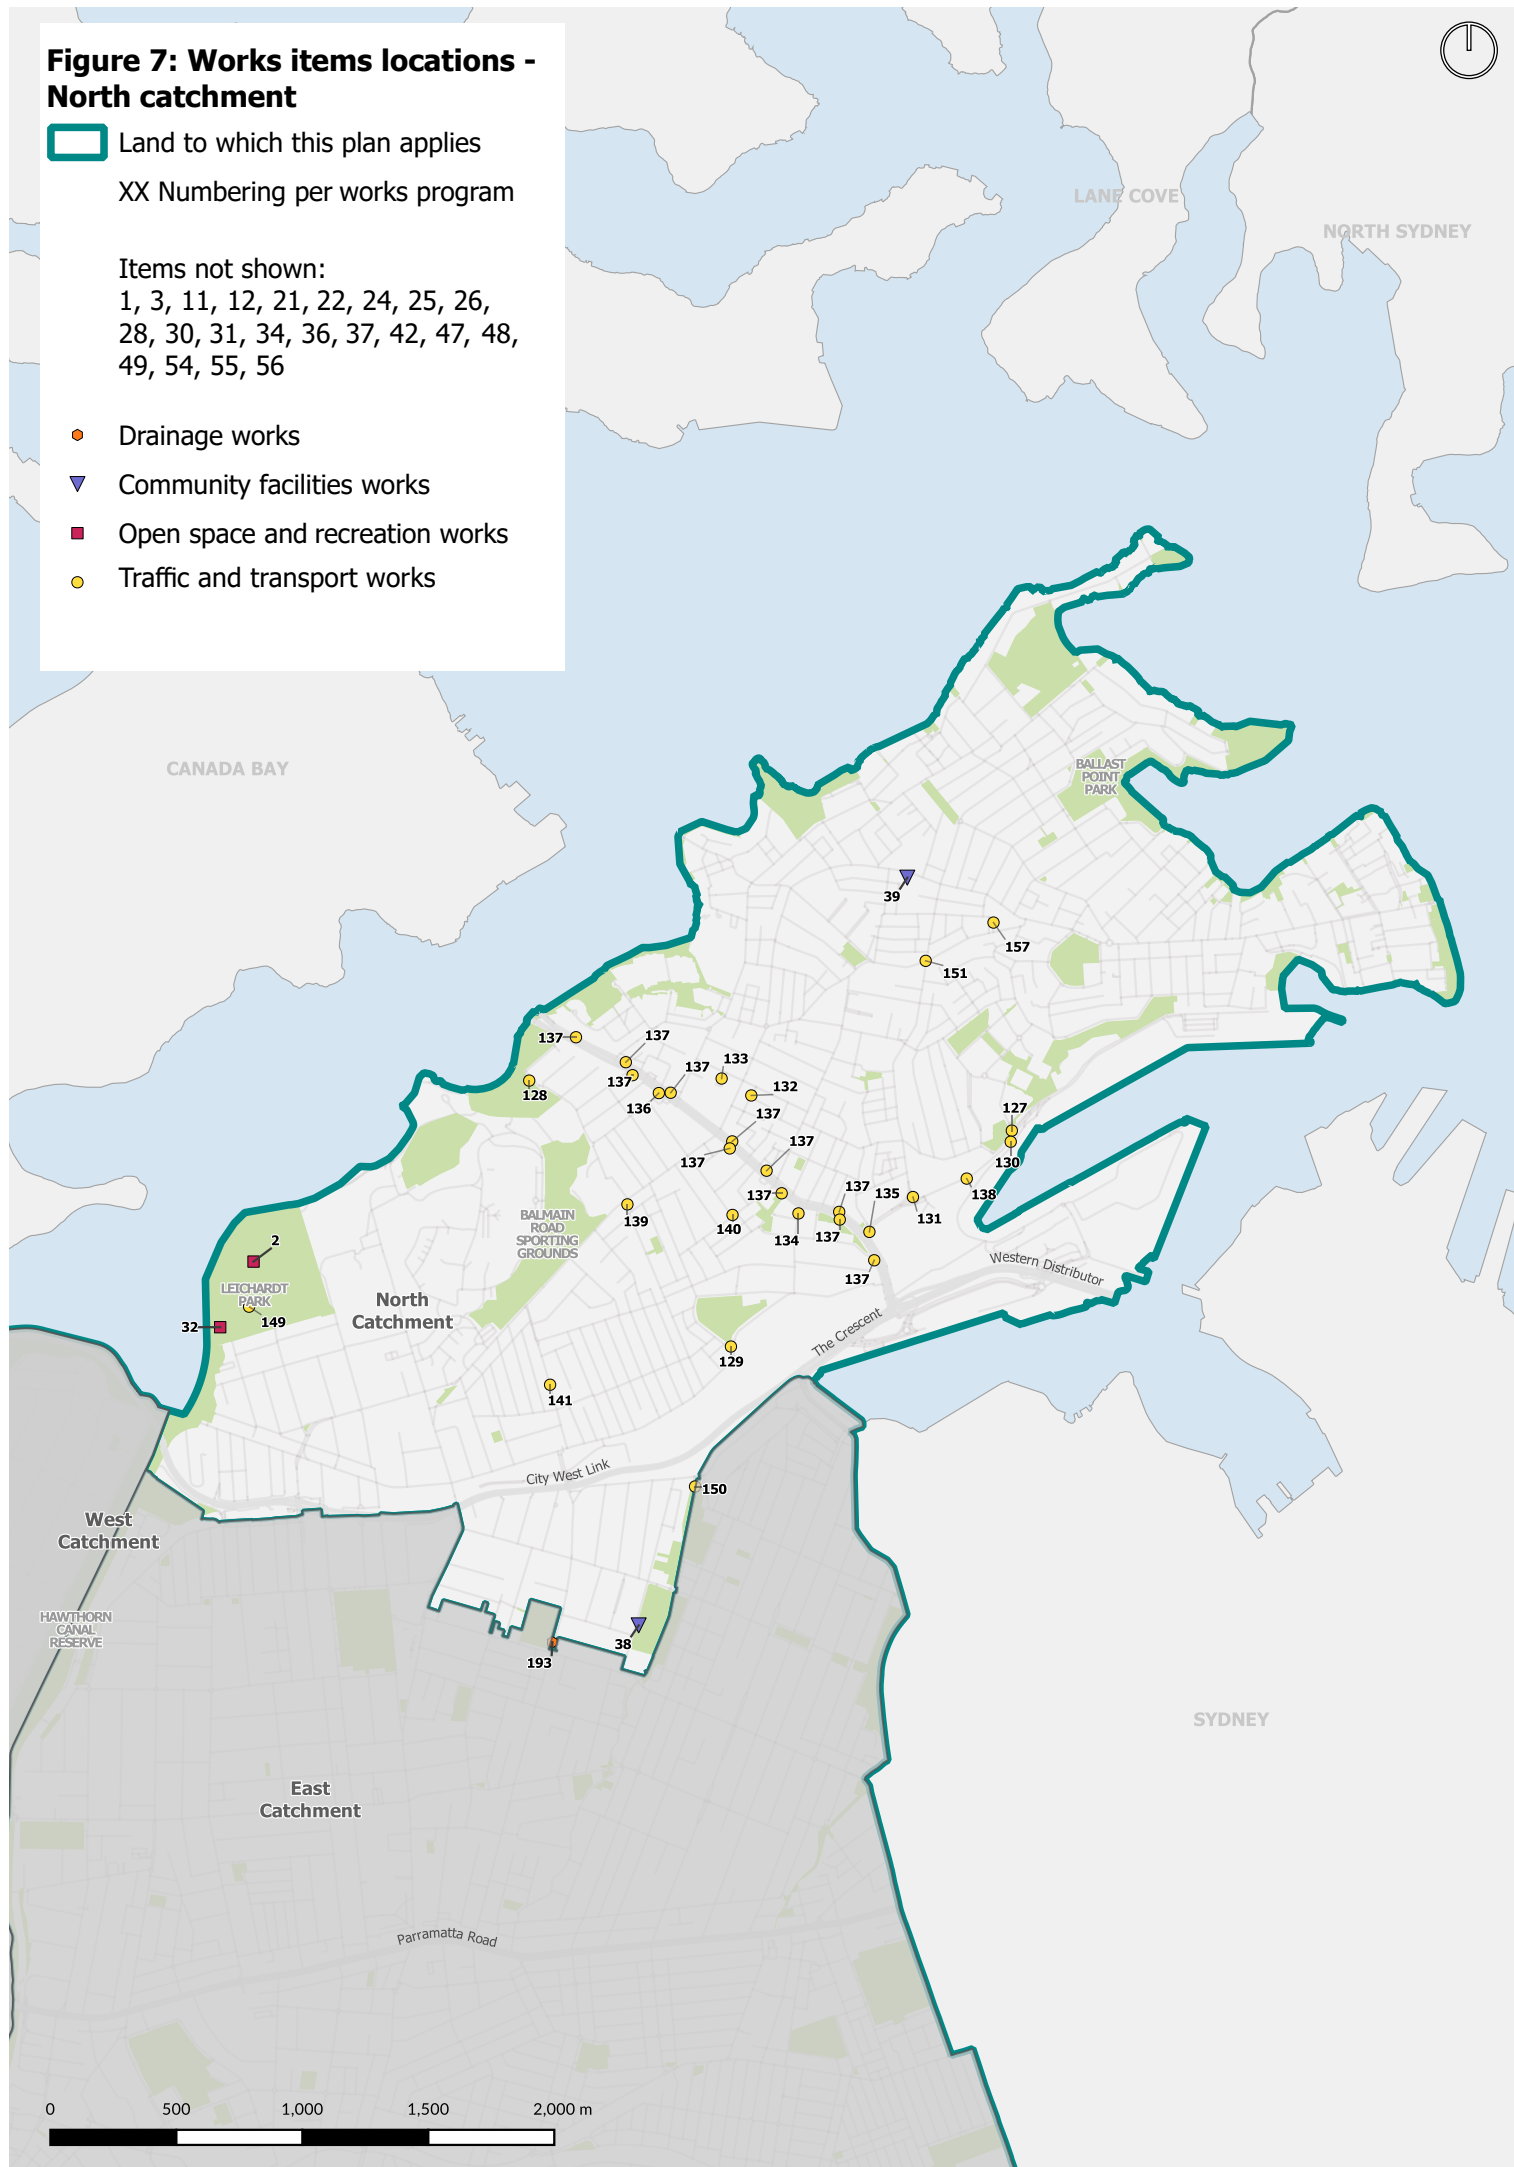 Figure 7: Works items locations -
North catchment
Land to which this plan applies
XX Numbering per works program
Items not shown:
1, 3, 11, 12, 21, 22, 24, 25, 26,
28, 30, 31, 34, 36, 37, 42, 47, 48,
49, 54, 55, 56
Drainage works
Community facilities works
Open space and recreation works
Traffic and transport works
LANE COVE
NORTH SYDNEY
CANADA BAY
BALLAST
POINT
PARK
39
157
151
137
137
137
137
133
128
136
132
127
137
137
137
130
137
137
135
138
139
140
134
137
131
BALMAIN
ROAD
SPORTING
GROUNDS
2
137
Western Distributor
LEICHARDT
PARK
149
32
North
Catchment
The Crescent
129
141
City West Link
150
West
Catchment
HAWTHORN
CANAL
RESERVE
38
193
SYDNEY
East
Catchment
Parramatta Road
0 500 1,000 1,500 2,000 m